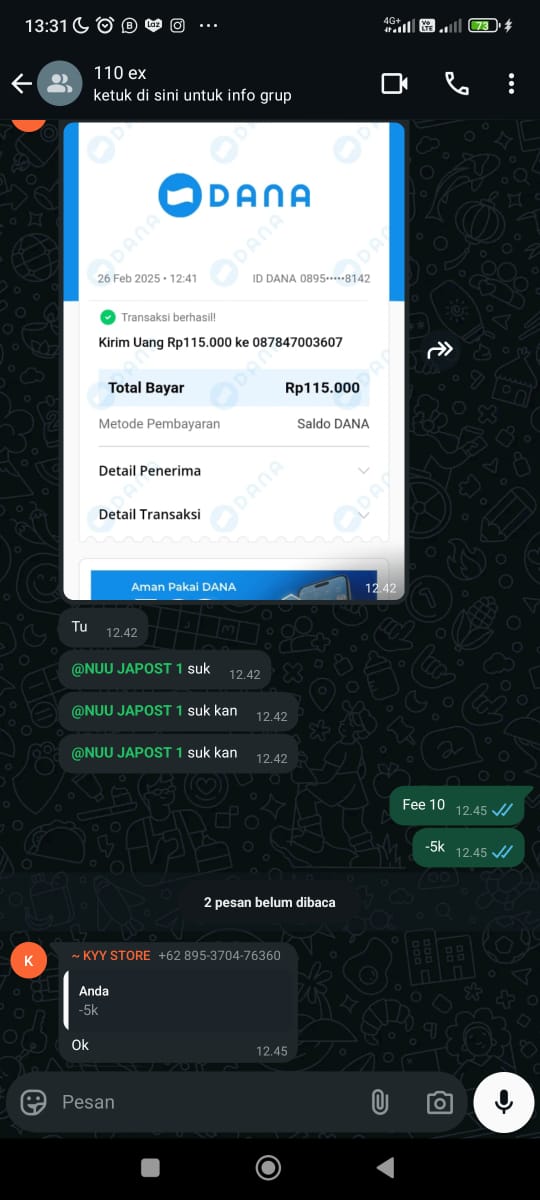 13:31
4G+
Vo
LTE
73
110 ex
ketuk di sini untuk info grup
DANA
26 Feb 2025 • 12:41 ID DANA 0895•••••8142
Transaksi berhasil!
Kirim Uang Rp115.000 ke 087847003607
Total Bayar Rp115.000
Metode Pembayaran Saldo DANA
Detail Penerima
Detail Transaksi
Aman Pakai DANA
12.42
Tu 12.42
@NUU JAPOST 1 suk 12.42
@NUU JAPOST 1 suk kan 12.42
@NUU JAPOST 1 suk kan 12.42
Fee 10 12.45
-5k 12.45
2 pesan belum dibaca
K
~ KYY STORE +62 895-3704-76360
Anda
-5k
Ok 12.45
Pesan